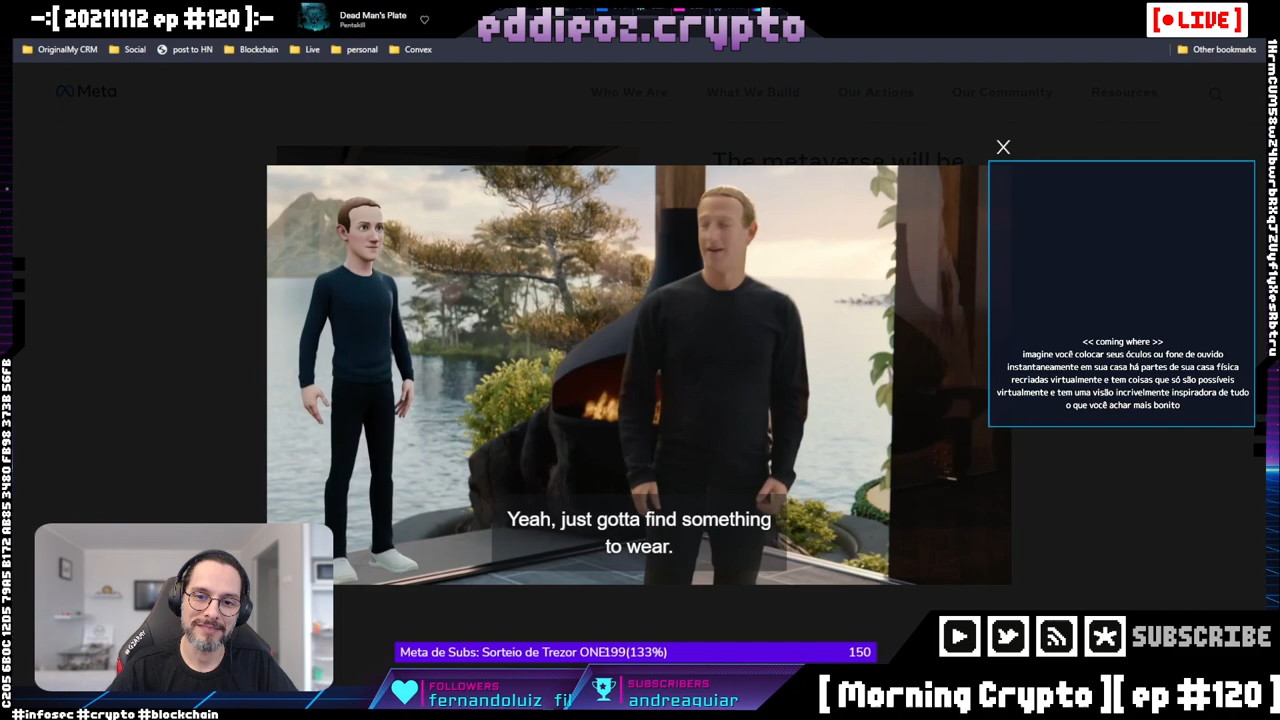 -:[ 20211112 ep #120 ]:-
Dead Man's Plate
Pentakill
eddieoz.crypto
[● LIVE ]
OriginalMy CRM
Social
post to HN
Blockchain
Live
personal
Convex
Other bookmarks
Meta
Who We Are
What We Build
Our Actions
Our Community
Resources
The metaverse will be
<< coming where >>
imagine você colocar seus óculos ou fone de ouvido
instantaneamente em sua casa há partes de sua casa física
recriadas virtualmente e tem coisas que só são possíveis
virtualmente e tem uma visão incrivelmente inspiradora de tudo
o que você achar mais bonito
Yeah, just gotta find something
to wear.
Meta de Subs: Sorteio de Trezor ONE199(133%)
150
FOLLOWERS
fernandoluiz_fil
SUBSCRIBERS
andreaquiar
SUBSCRIBE
[ Morning Crypto ][ ep #120 ]
#infosec #crypto #blockchain